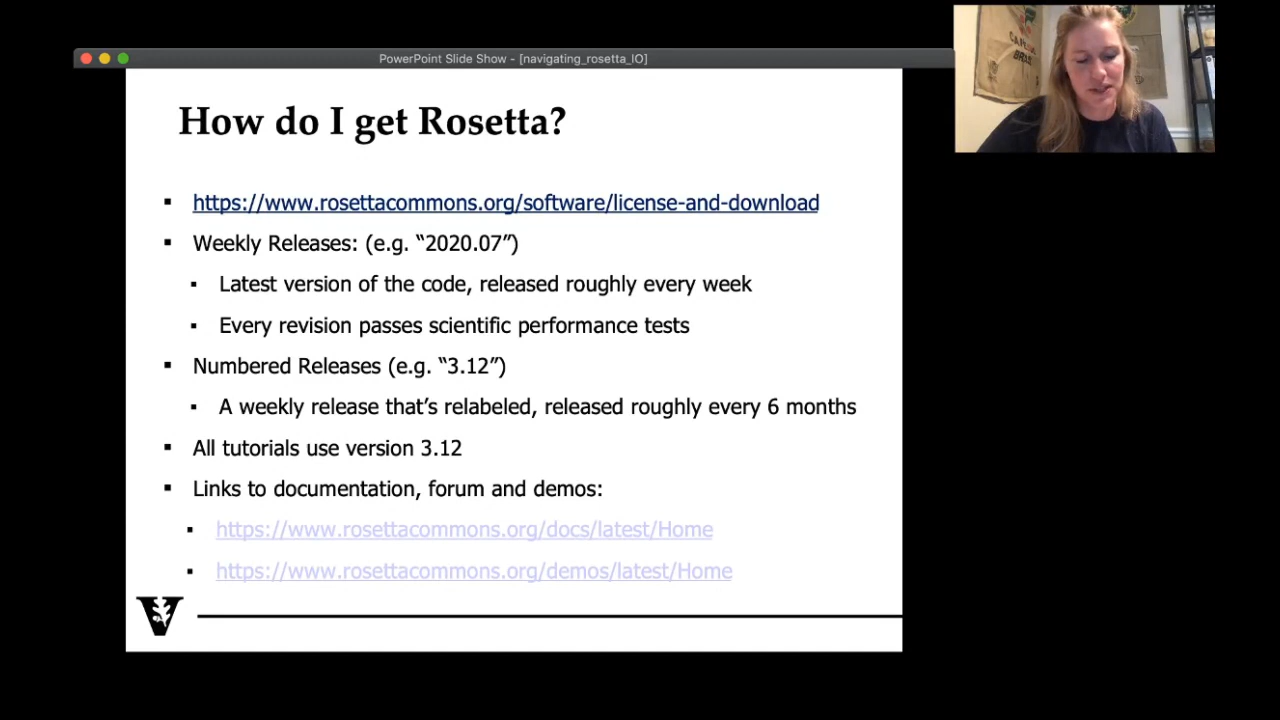 PowerPoint Slide Show - [navigating_rosetta_IO]
How do I get Rosetta?
▪ https://www.rosettacommons.org/software/license-and-download
▪ Weekly Releases: (e.g. “2020.07”)
▪ Latest version of the code, released roughly every week
▪ Every revision passes scientific performance tests
▪ Numbered Releases (e.g. “3.12”)
▪ A weekly release that’s relabeled, released roughly every 6 months
▪ All tutorials use version 3.12
▪ Links to documentation, forum and demos:
▪ https://www.rosettacommons.org/docs/latest/Home
▪ https://www.rosettacommons.org/demos/latest/Home
V